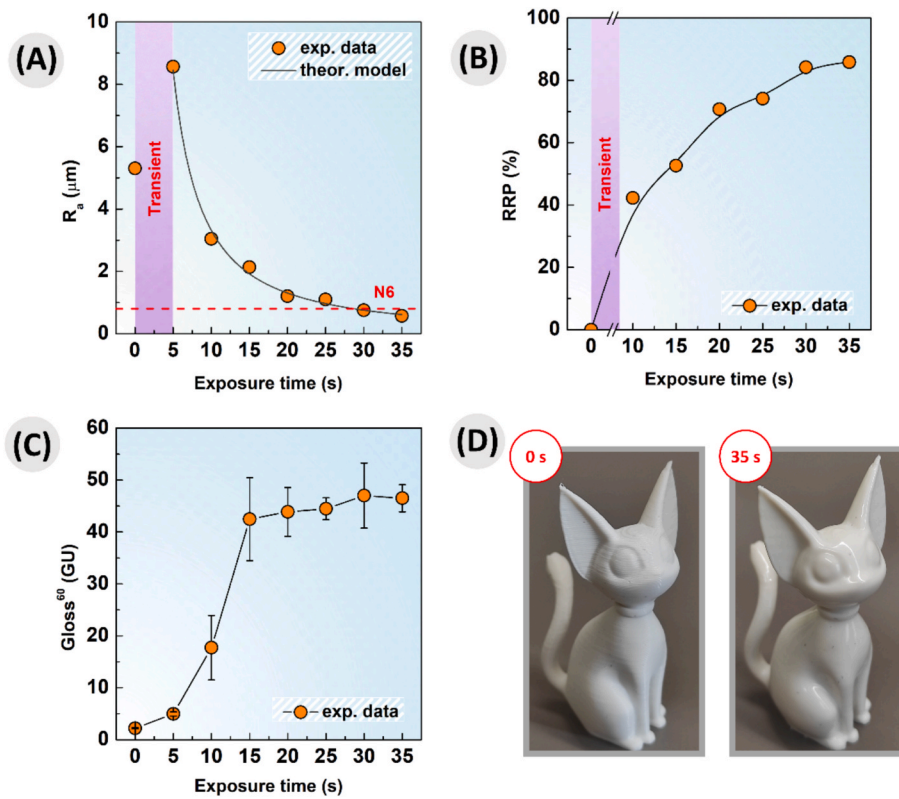 (A)
exp. data
theor. model
Transient
N6
R_a (μm)
10
8
6
4
2
0
0 5 10 15 20 25 30 35
Exposure time (s)
(B)
Transient
exp. data
RRP (%)
100
80
60
40
20
0
0 10 15 20 25 30 35
Exposure time (s)
(C)
exp. data
Gloss⁶⁰ (GU)
60
50
40
30
20
10
0
0 5 10 15 20 25 30 35
Exposure time (s)
(D)
0 s
35 s